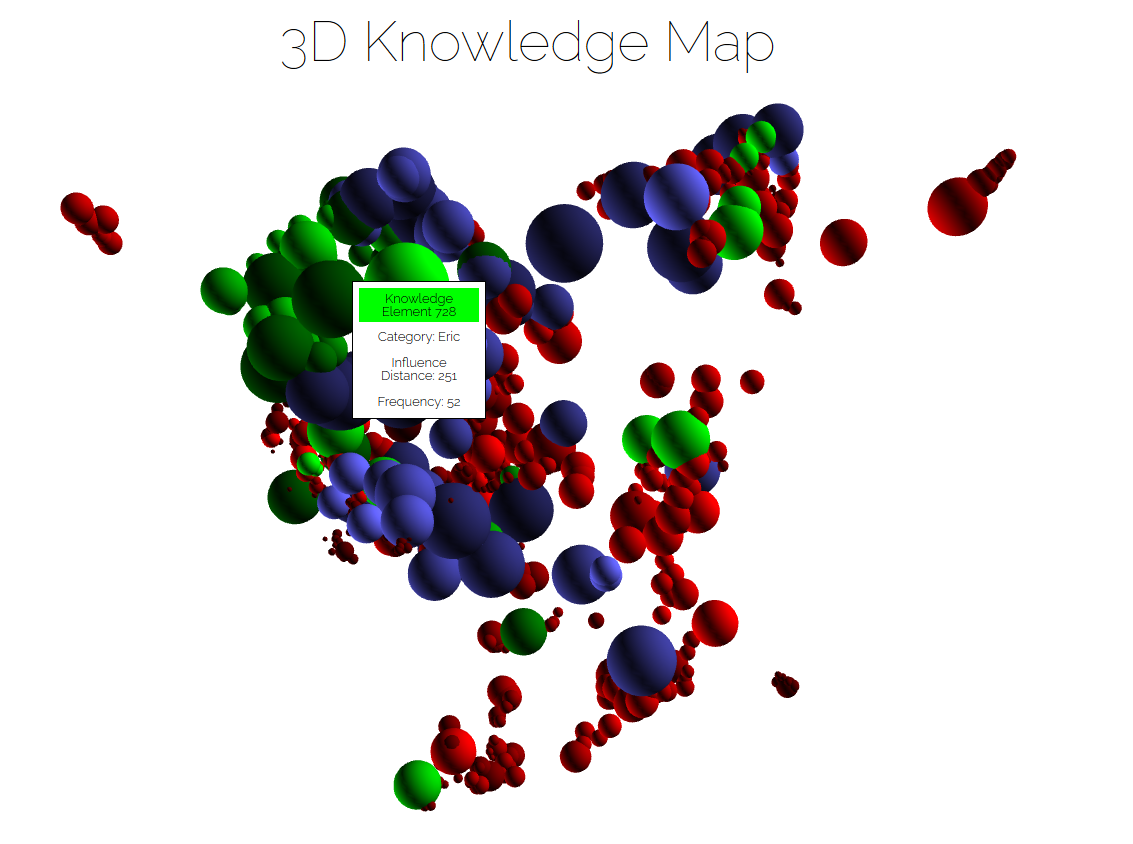 3D Knowledge Map
Knowledge
Element 728
Category: Eric
Influence
Distance: 251
Frequency: 52